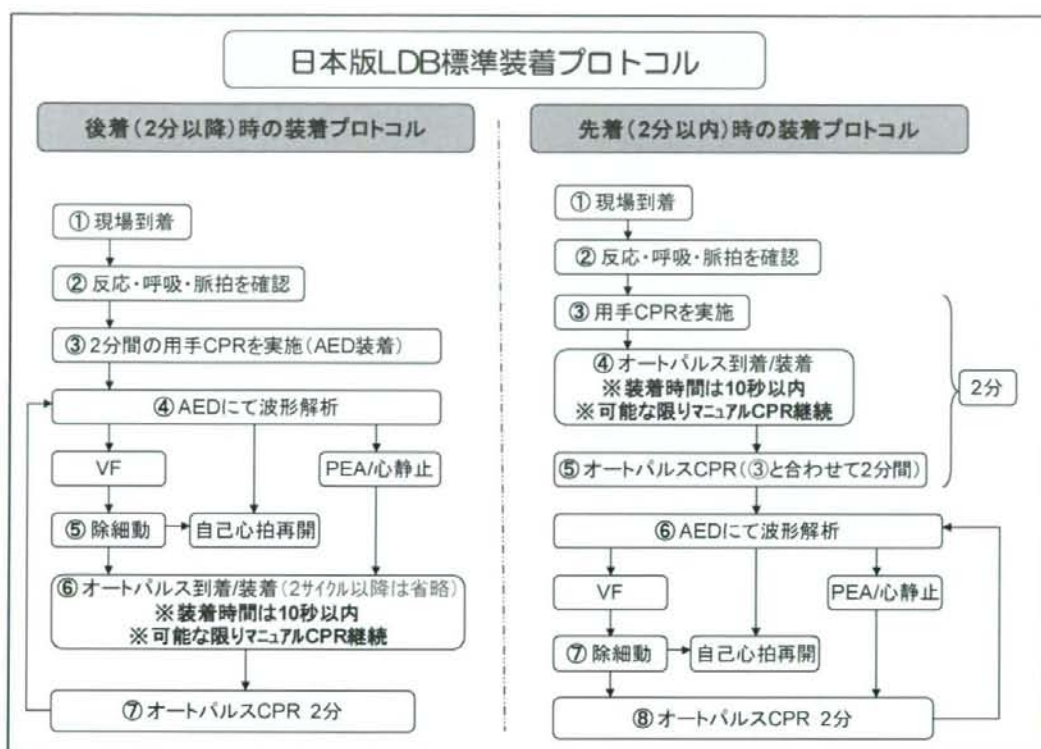 日本版LDB標準装着プロトコル
後着(2分以降)時の装着プロトコル
①現場到着
②反応・呼吸・脈拍を確認
③2分間の用手CPRを実施(AED装着)
④AEDにて波形解析
VF
PEA/心静止
⑤除細動
自己心拍再開
⑥オートパルス到着/装着(2サイクル以降は省略)
※装着時間は10秒以内
※可能な限りマニュアルCPR継続
⑦オートパルスCPR 2分
先着(2分以内)時の装着プロトコル
①現場到着
②反応・呼吸・脈拍を確認
③用手CPRを実施
④オートパルス到着/装着
※装着時間は10秒以内
※可能な限りマニュアルCPR継続
2分
⑤オートパルスCPR(③と合わせて2分間)
⑥AEDにて波形解析
VF
PEA/心静止
⑦除細動
自己心拍再開
⑧オートパルスCPR 2分